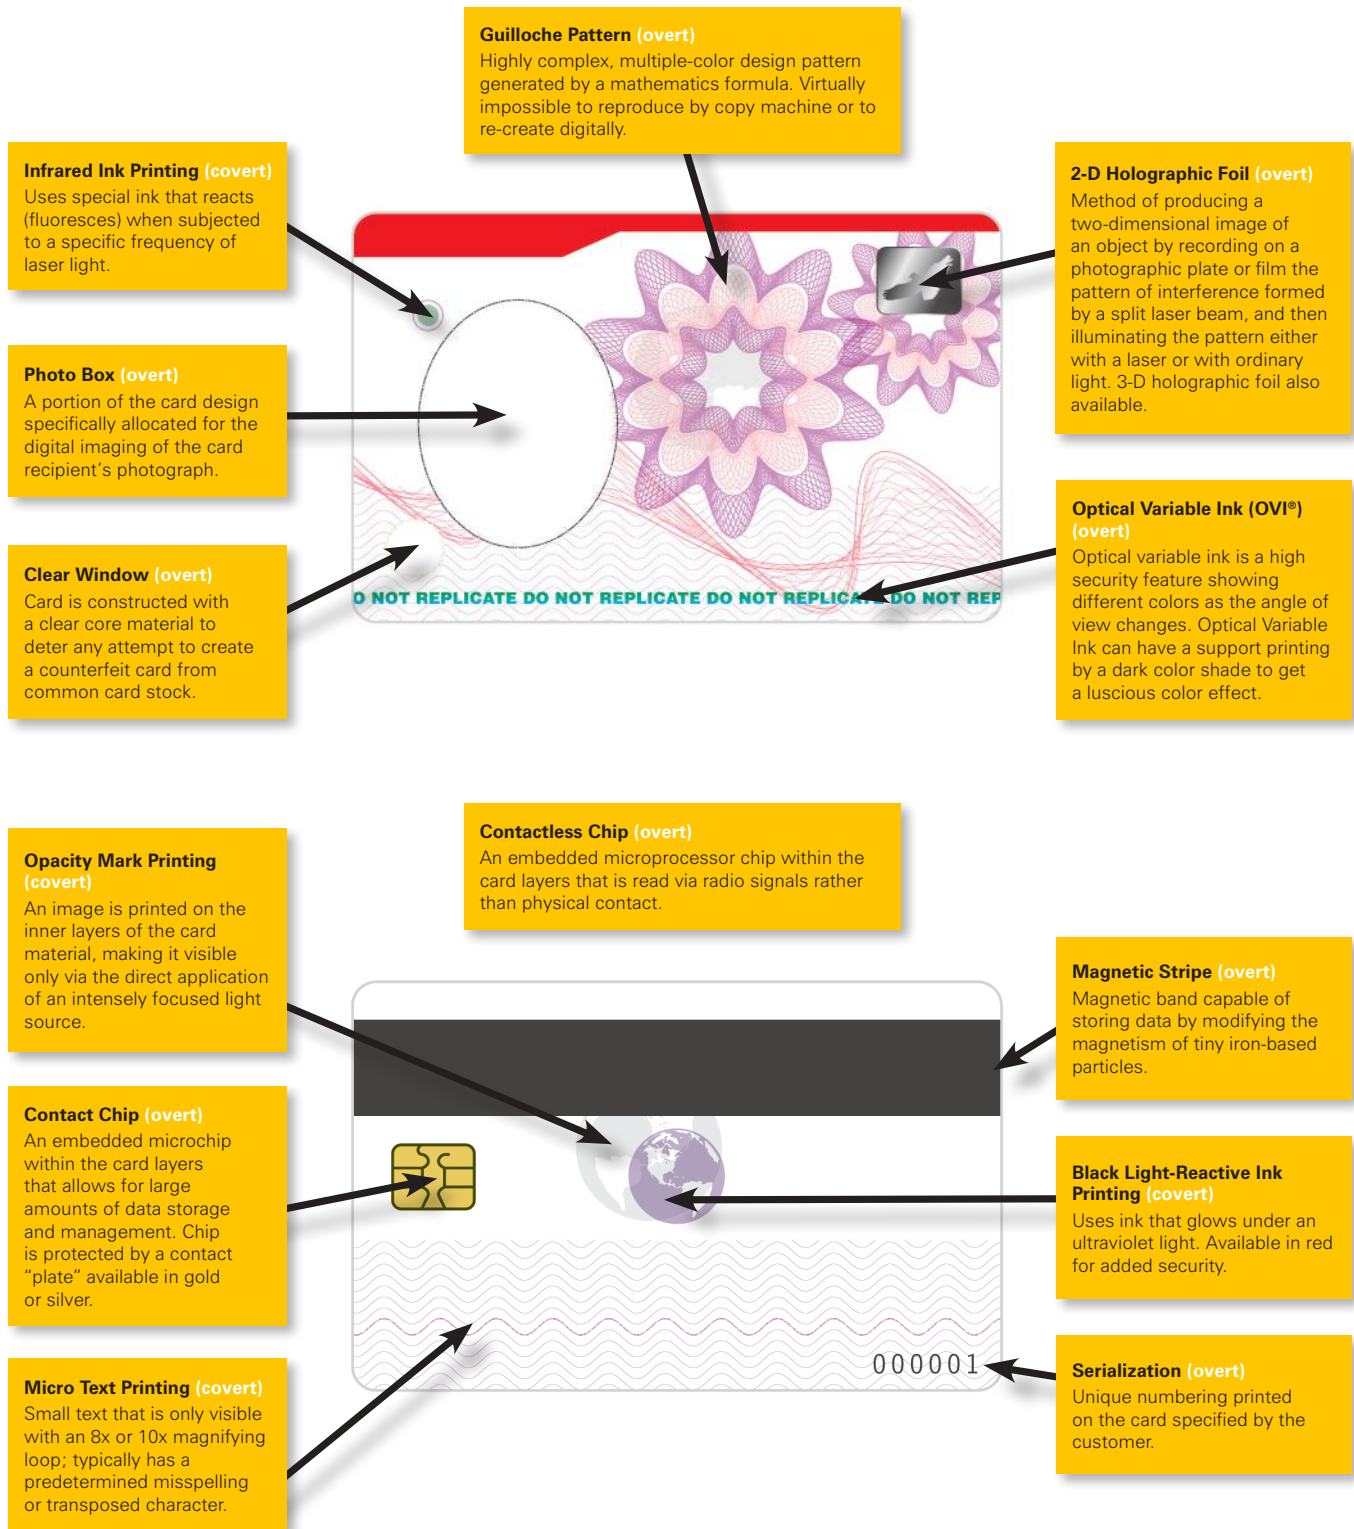 Guilloche Pattern (overt)
Highly complex, multiple-color design pattern
generated by a mathematics formula. Virtually
impossible to reproduce by copy machine or to
re-create digitally.
Infrared Ink Printing (covert)
Uses special ink that reacts
(fluoresces) when subjected
to a specific frequency of
laser light.
2-D Holographic Foil (overt)
Method of producing a
two-dimensional image of
an object by recording on a
photographic plate or film the
pattern of interference formed
by a split laser beam, and then
illuminating the pattern either
with a laser or with ordinary
light. 3-D holographic foil also
available.
Photo Box (overt)
A portion of the card design
specifically allocated for the
digital imaging of the card
recipient's photograph.
Optical Variable Ink (OVI®)
(overt)
Optical variable ink is a high
security feature showing
different colors as the angle of
view changes. Optical Variable
Ink can have a support printing
by a dark color shade to get
a luscious color effect.
Clear Window (overt)
Card is constructed with
a clear core material to
deter any attempt to create
a counterfeit card from
common card stock.
O NOT REPLICATE DO NOT REPLICATE DO NOT REPLICATE DO NOT REP
Contactless Chip (overt)
An embedded microprocessor chip within the
card layers that is read via radio signals rather
than physical contact.
Opacity Mark Printing
(covert)
An image is printed on the
inner layers of the card
material, making it visible
only via the direct application
of an intensely focused light
source.
Magnetic Stripe (overt)
Magnetic band capable of
storing data by modifying the
magnetism of tiny iron-based
particles.
Contact Chip (overt)
An embedded microchip
within the card layers
that allows for large
amounts of data storage
and management. Chip
is protected by a contact
"plate" available in gold
or silver.
Black Light-Reactive Ink
Printing (covert)
Uses ink that glows under an
ultraviolet light. Available in red
for added security.
Micro Text Printing (covert)
Small text that is only visible
with an 8x or 10x magnifying
loop; typically has a
predetermined misspelling
or transposed character.
000001
Serialization (overt)
Unique numbering printed
on the card specified by the
customer.